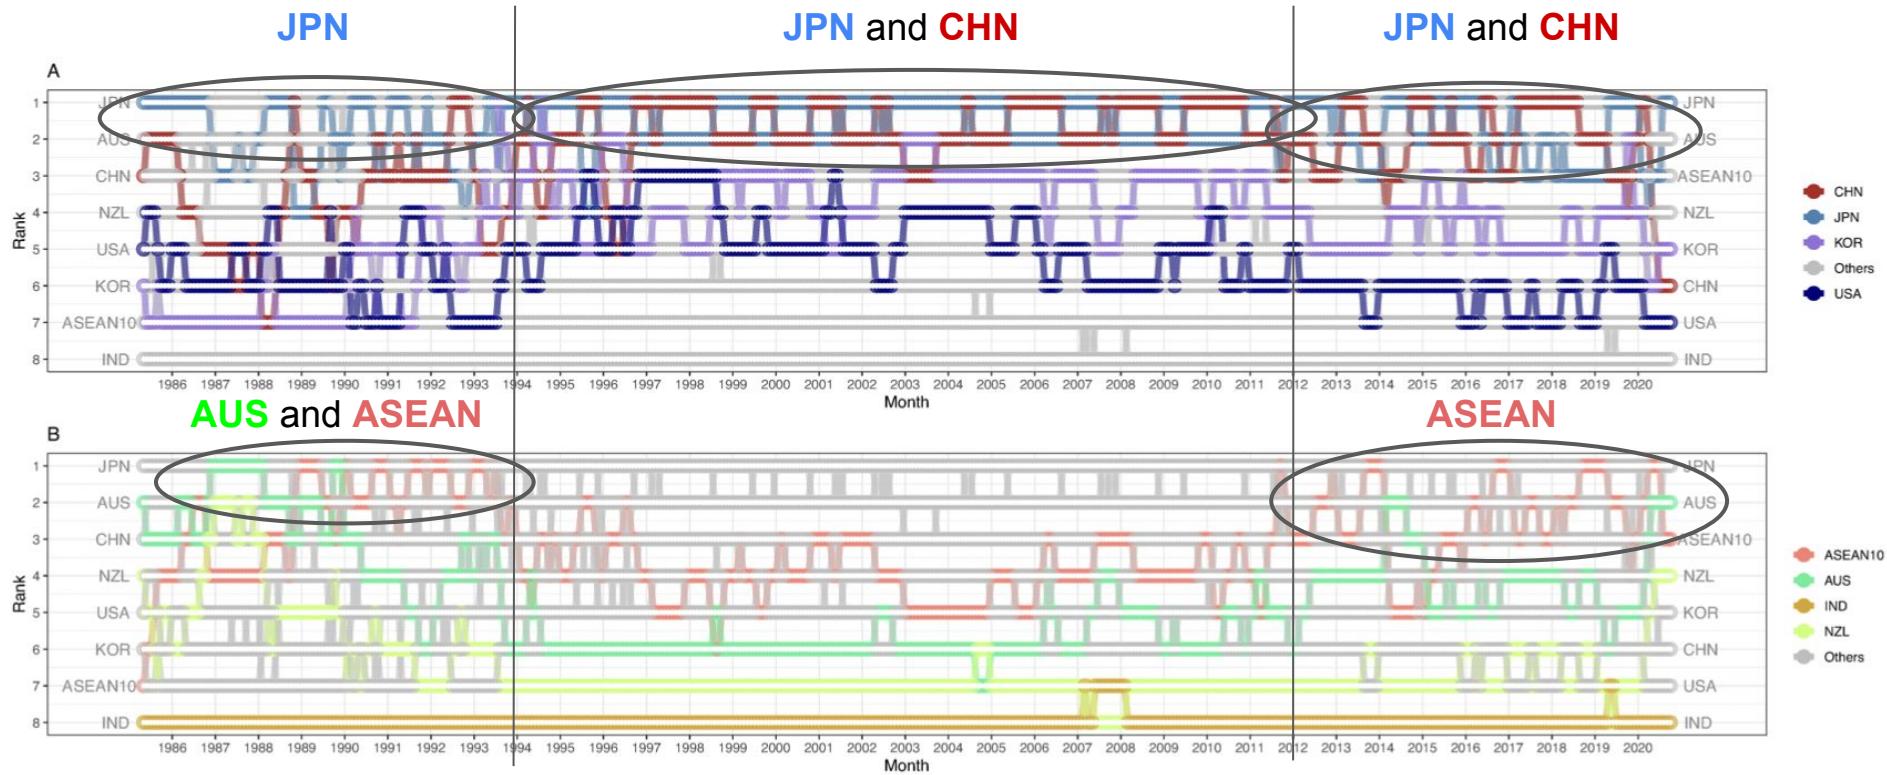 JPN JPN and CHN JPN and CHN
A
1 JPN JPN
2 AUS AUS
3 CHN ASEAN10
4 NZL NZL
5 USA KOR
6 KOR CHN
7 ASEAN10 USA
8 IND IND
Rank
1986 1987 1988 1989 1990 1991 1992 1993 1994 1995 1996 1997 1998 1999 2000 2001 2002 2003 2004 2005 2006 2007 2008 2009 2010 2011 2012 2013 2014 2015 2016 2017 2018 2019 2020
Month
CHN
JPN
KOR
Others
USA
AUS and ASEAN ASEAN
B
1 JPN JPN
2 AUS AUS
3 CHN ASEAN10
4 NZL NZL
5 USA KOR
6 KOR CHN
7 ASEAN10 USA
8 IND IND
Rank
1986 1987 1988 1989 1990 1991 1992 1993 1994 1995 1996 1997 1998 1999 2000 2001 2002 2003 2004 2005 2006 2007 2008 2009 2010 2011 2012 2013 2014 2015 2016 2017 2018 2019 2020
Month
ASEAN10
AUS
IND
NZL
Others